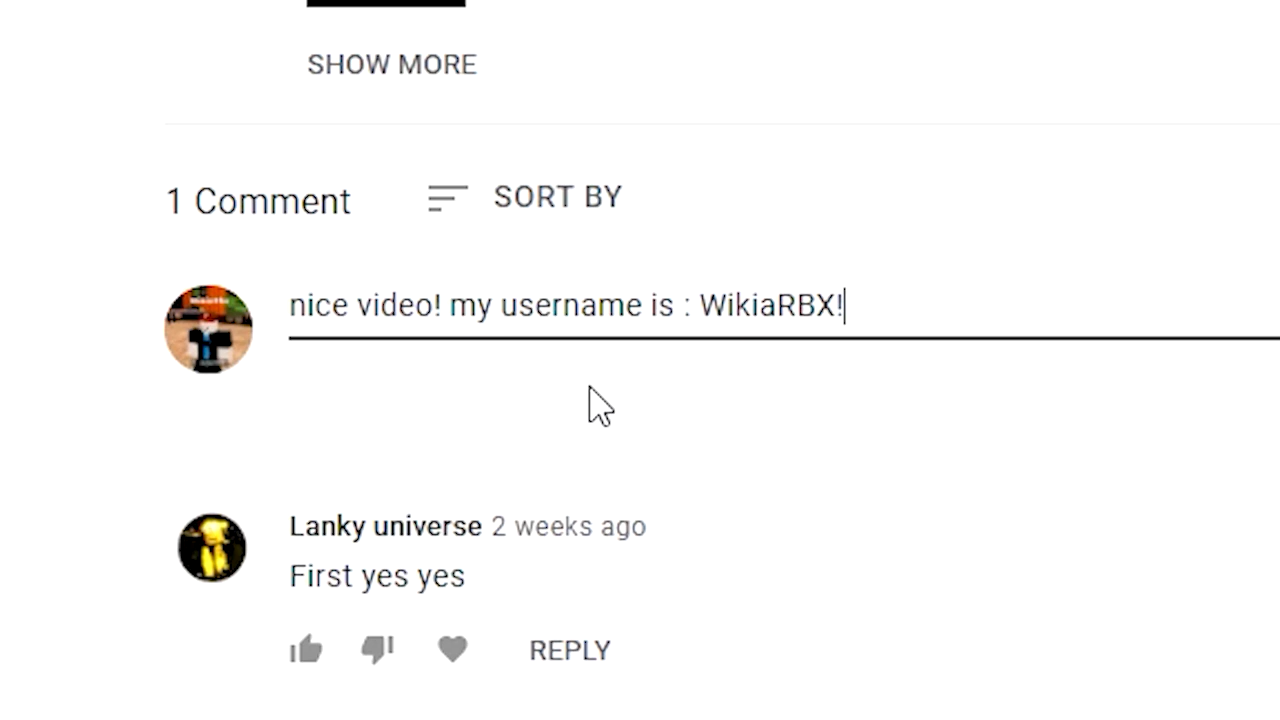 SHOW MORE
1 Comment
SORT BY
nice video! my username is : WikiaRBX!
Lanky universe 2 weeks ago
First yes yes
REPLY